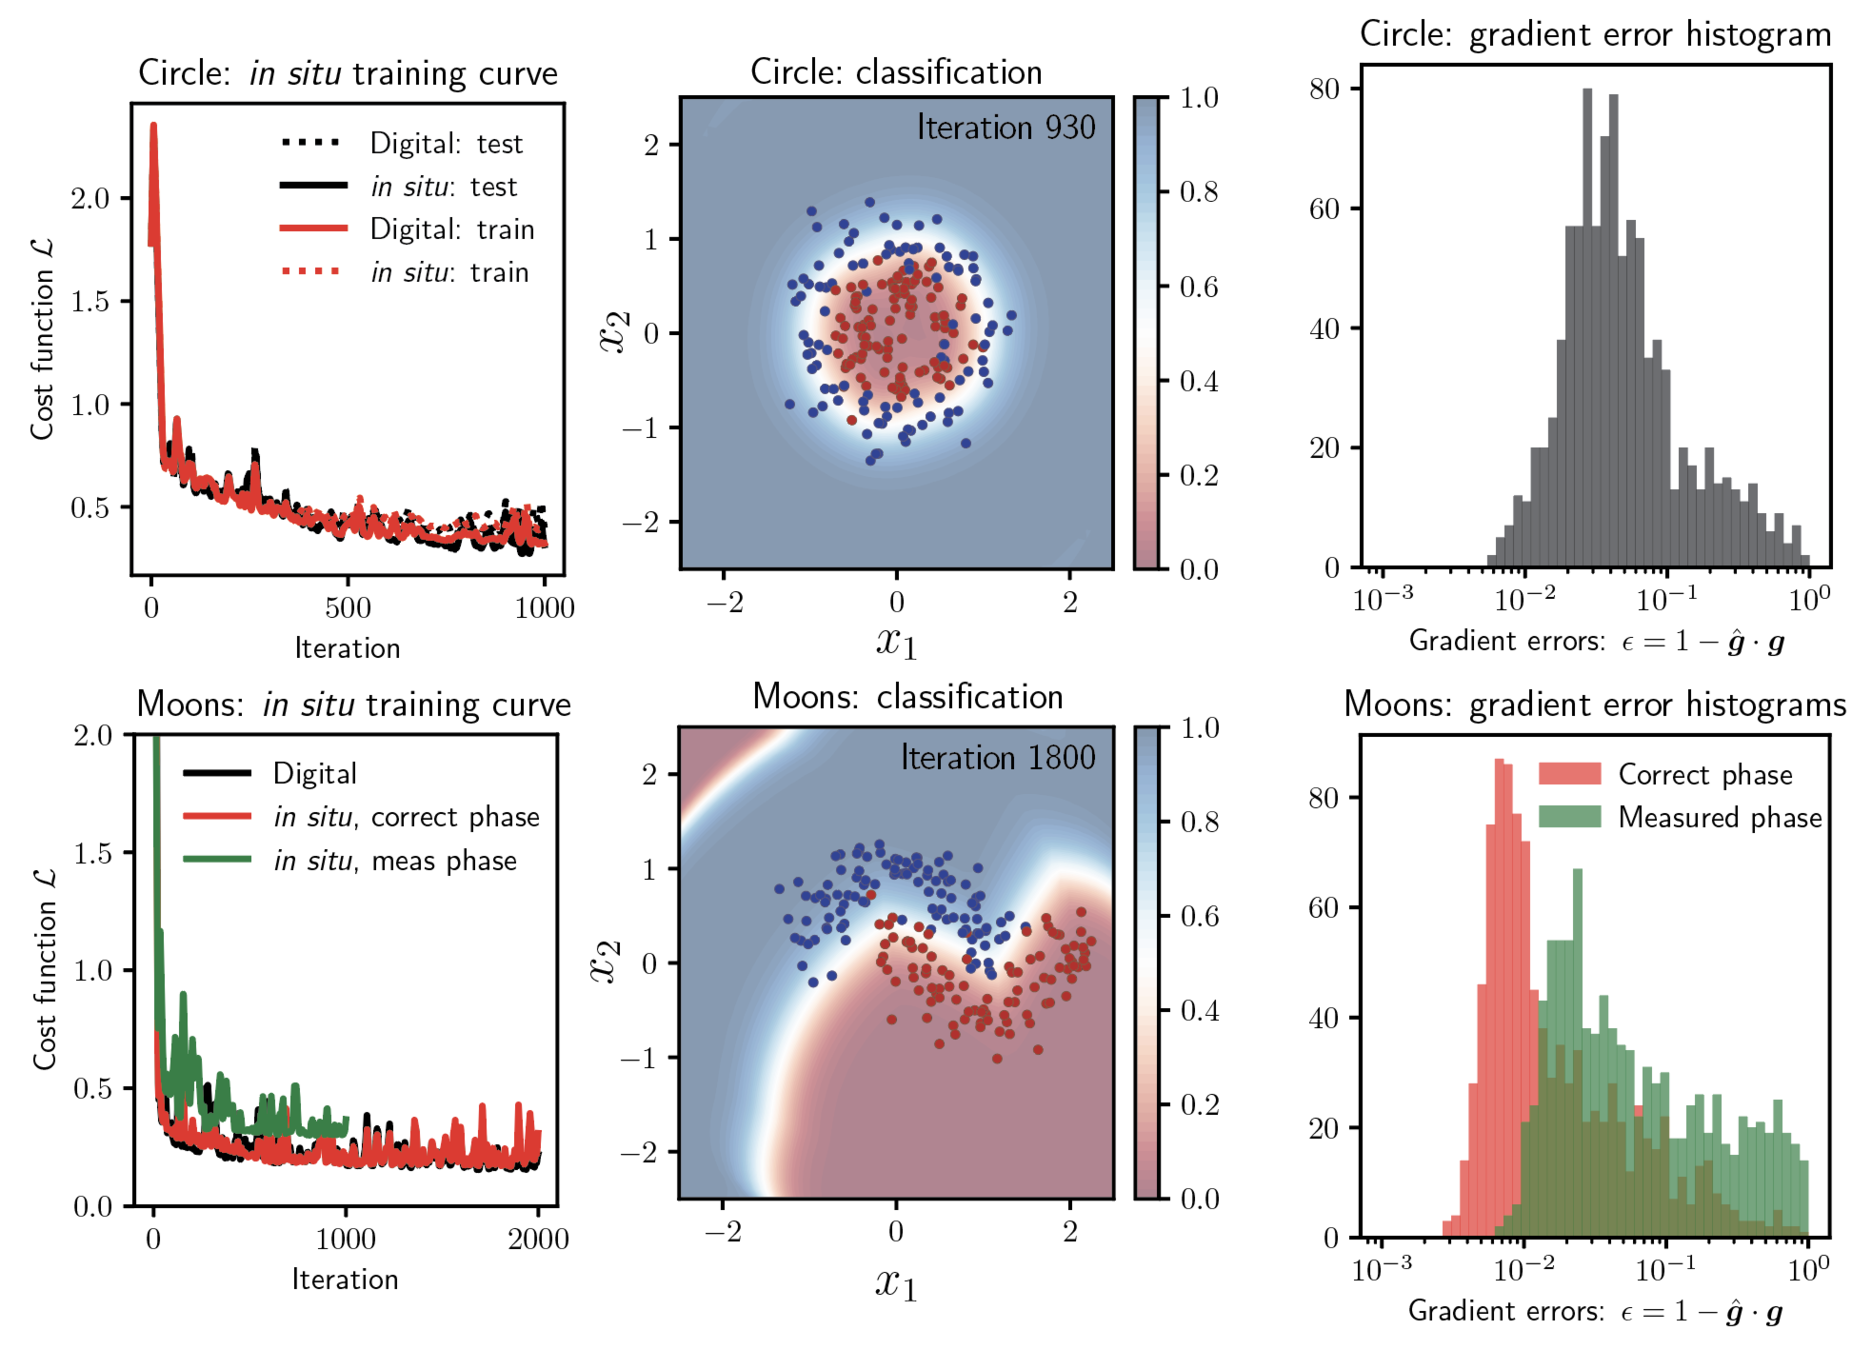 Circle: in situ training curve
Cost function ℒ
2.0
1.5
1.0
0.5
Digital: test
in situ: test
Digital: train
in situ: train
0 500 1000
Iteration
Circle: classification
Iteration 930
x₂
2
1
0
−1
−2
−2 0 2
x₁
1.0
0.8
0.6
0.4
0.2
0.0
Circle: gradient error histogram
80
60
40
20
0
10⁻³ 10⁻² 10⁻¹ 10⁰
Gradient errors: ϵ = 1 − ĝ · g
Moons: in situ training curve
Cost function ℒ
2.0
1.5
1.0
0.5
0.0
Digital
in situ, correct phase
in situ, meas phase
0 1000 2000
Iteration
Moons: classification
Iteration 1800
x₂
2
1
0
−1
−2
−2 0 2
x₁
1.0
0.8
0.6
0.4
0.2
0.0
Moons: gradient error histograms
Correct phase
Measured phase
80
60
40
20
0
10⁻³ 10⁻² 10⁻¹ 10⁰
Gradient errors: ϵ = 1 − ĝ · g